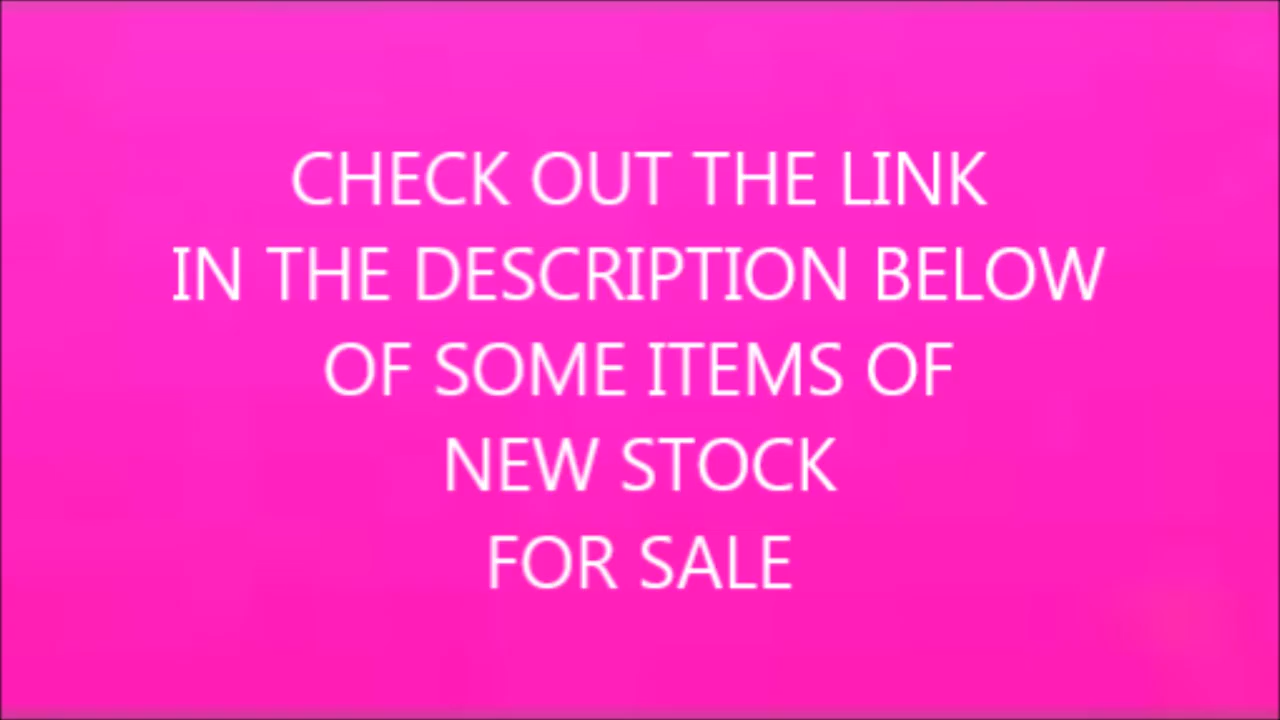 CHECK OUT THE LINK
IN THE DESCRIPTION BELOW
OF SOME ITEMS OF
NEW STOCK
FOR SALE